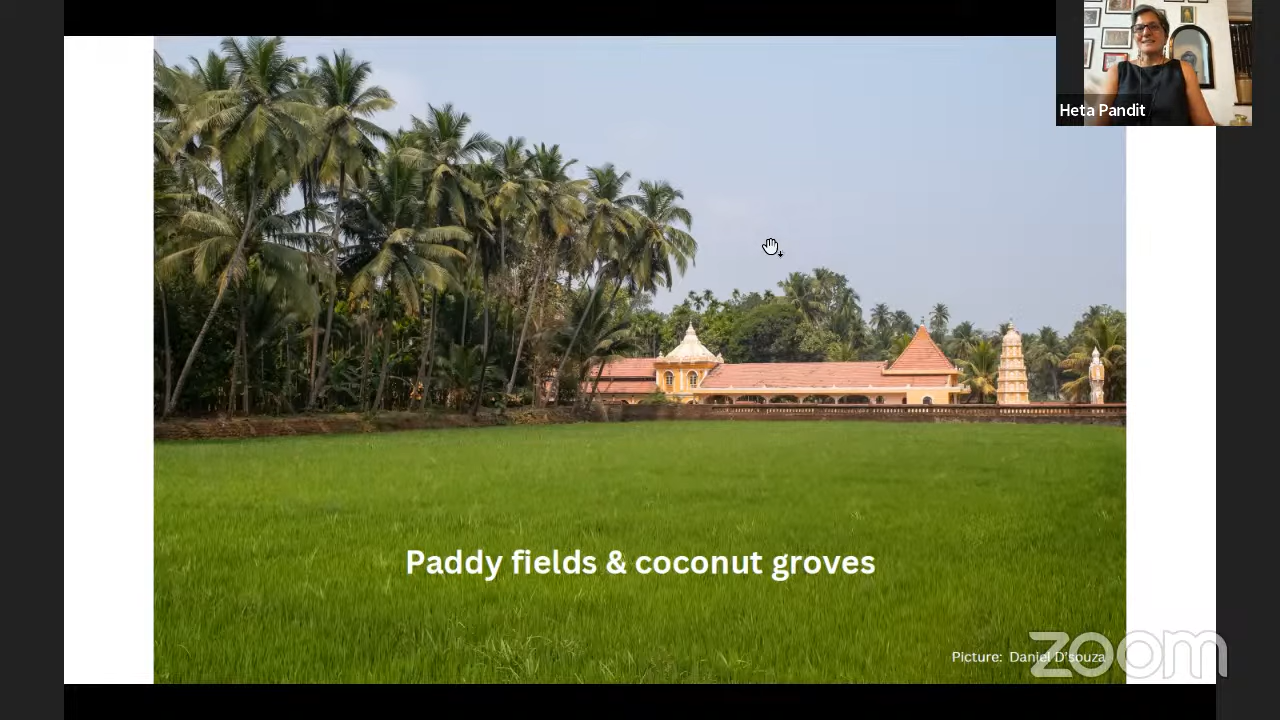 Heta Pandit
Paddy fields & coconut groves
Picture: Daniel D'souza
zoom